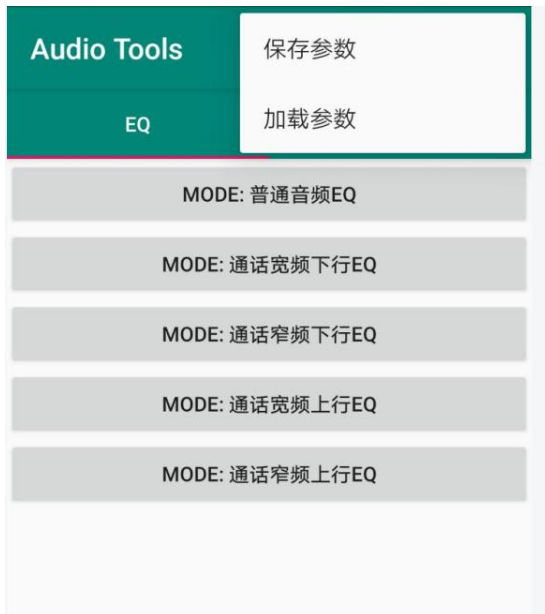 Audio Tools
保存参数
加载参数
EQ
MODE: 普通音频EQ
MODE: 通话宽频下行EQ
MODE: 通话窄频下行EQ
MODE: 通话宽频上行EQ
MODE: 通话窄频上行EQ